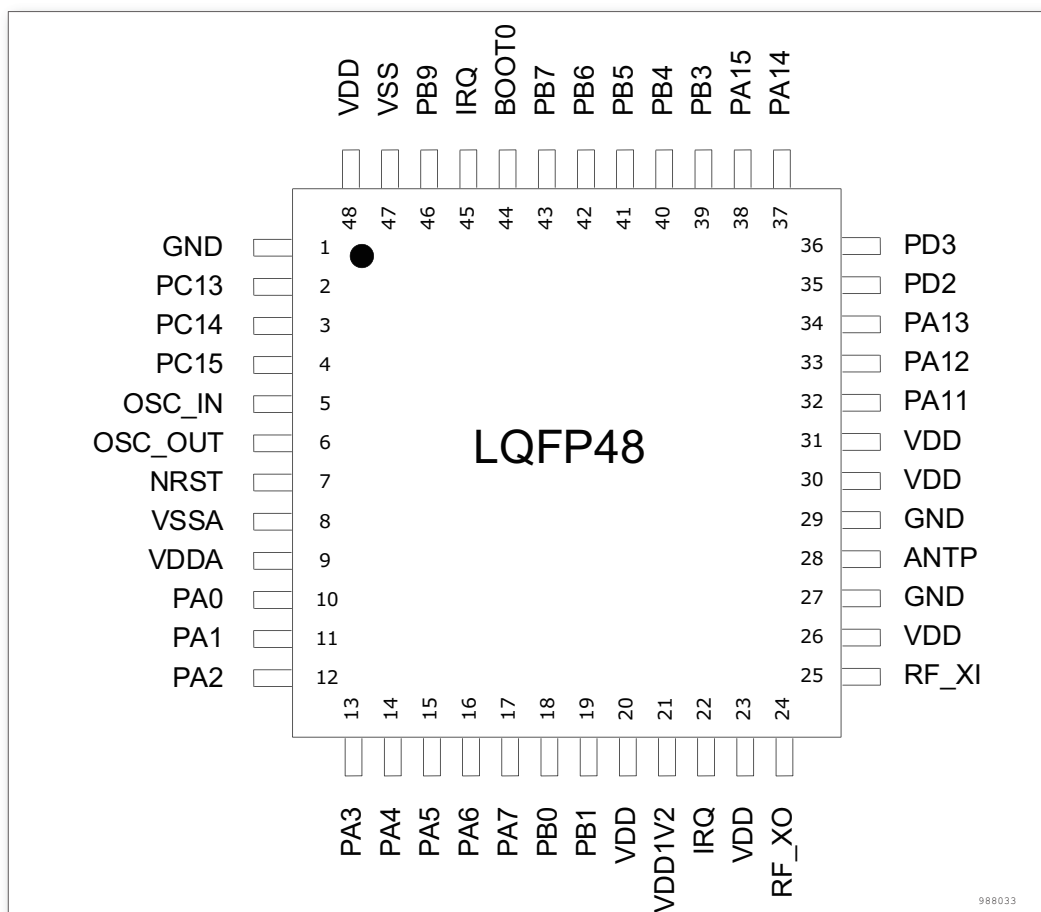 VDD VSS PB9 IRQ BOOT0 PB7 PB6 PB5 PB4 PB3 PA15 PA14
48 47 46 45 44 43 42 41 40 39 38 37
GND 1 36 PD3
PC13 2 35 PD2
PC14 3 34 PA13
PC15 4 33 PA12
OSC_IN 5 32 PA11
OSC_OUT 6 LQFP48 31 VDD
NRST 7 30 VDD
VSSA 8 29 GND
VDDA 9 28 ANTP
PA0 10 27 GND
PA1 11 26 VDD
PA2 12 25 RF_XI
13 14 15 16 17 18 19 20 21 22 23 24
PA3 PA4 PA5 PA6 PA7 PB0 PB1 VDD VDD1V2 IRQ VDD RF_XO
988033